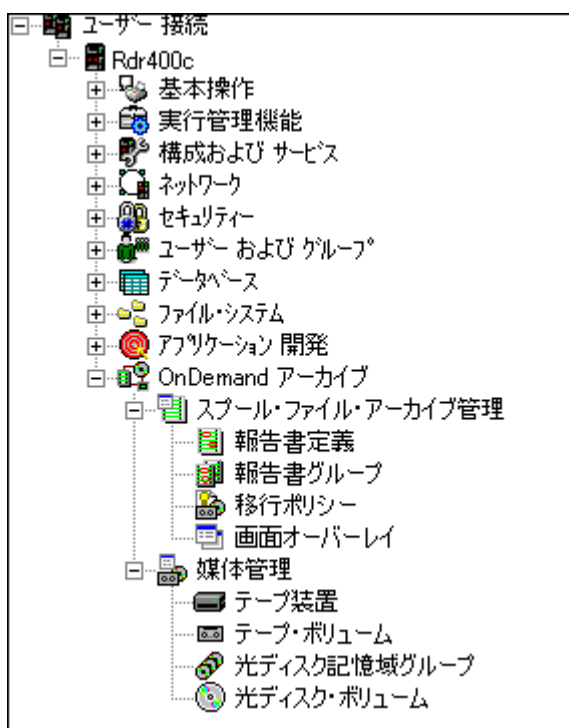 ユーザー 接続
Rdr400c
基本操作
実行管理機能
構成および サービス
ネットワーク
セキュリティー
ユーザー および グループ
データベース
ファイル・システム
アプリケーション 開発
OnDemand アーカイブ
スプール・ファイル・アーカイブ管理
報告書定義
報告書グループ
移行ポリシー
画面オーバーレイ
媒体管理
テープ装置
テープ・ボリューム
光ディスク記憶域グループ
光ディスク・ボリューム